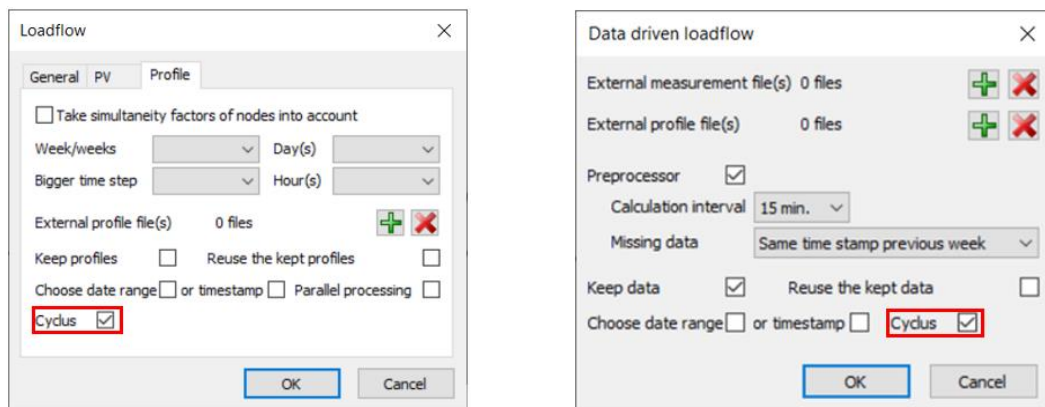 Loadflow
General PV Profile
Take simultaneity factors of nodes into account
Week/weeks Day(s)
Bigger time step Hour(s)
External profile file(s) 0 files
Keep profiles Reuse the kept profiles
Choose date range or timestamp Parallel processing
Cyclus
OK Cancel
Data driven loadflow
External measurement file(s) 0 files
External profile file(s) 0 files
Preprocessor
Calculation interval 15 min.
Missing data Same time stamp previous week
Keep data Reuse the kept data
Choose date range or timestamp Cyclus
OK Cancel